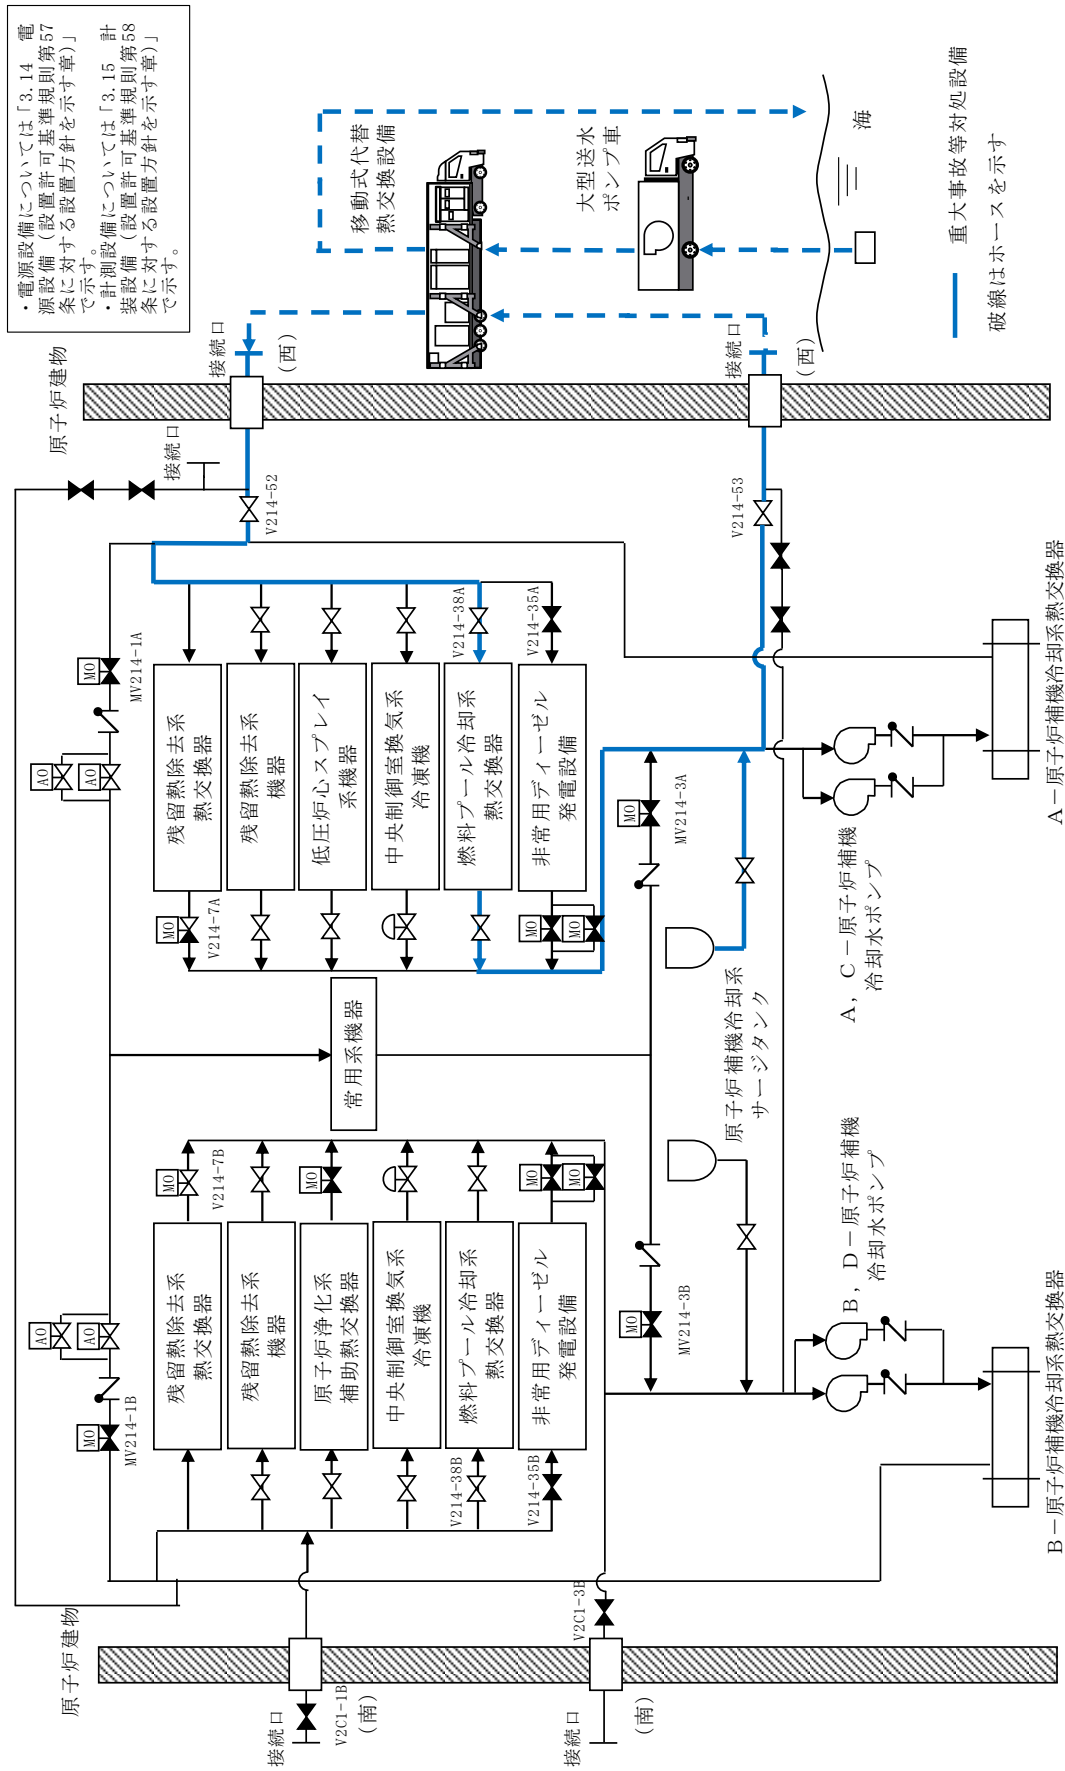 ・電源設備については「3.14　電
源設備（設置許可基準規則第57
条に対する設置方針を示す章）」
で示す。
・計測設備については「3.15　計
装設備（設置許可基準規則第58
条に対する設置方針を示す章）」
で示す。
原子炉建物
原子炉建物
接続口
(南)
V2C1-1B
接続口
(南)
V2C1-3B
MO
MV214-1B
AO
AO
AO
AO
MO
MV214-1A
残留熱除去系
熱交換器
残留熱除去系
機器
原子炉浄化系
補助熱交換器
中央制御室換気系
冷凍機
燃料プール冷却系
熱交換器
非常用ディーゼル
発電設備
V214-38B
V214-35B
MO
V214-7B
MO
MO
MO
常用系機器
MO
V214-7A
MO
MO
残留熱除去系
熱交換器
残留熱除去系
機器
低圧炉心スプレイ
系機器
中央制御室換気系
冷凍機
燃料プール冷却系
熱交換器
非常用ディーゼル
発電設備
V214-38A
V214-35A
接続口
V214-52
接続口
(西)
V214-53
接続口
(西)
移動式代替
熱交換設備
大型送水
ポンプ車
海
MO
MV214-3B
MO
MV214-3A
原子炉補機冷却系
サージタンク
B，D－原子炉補機
冷却水ポンプ
A，C－原子炉補機
冷却水ポンプ
B－原子炉補機冷却系熱交換器
A－原子炉補機冷却系熱交換器
重大事故等対処設備
破線はホースを示す